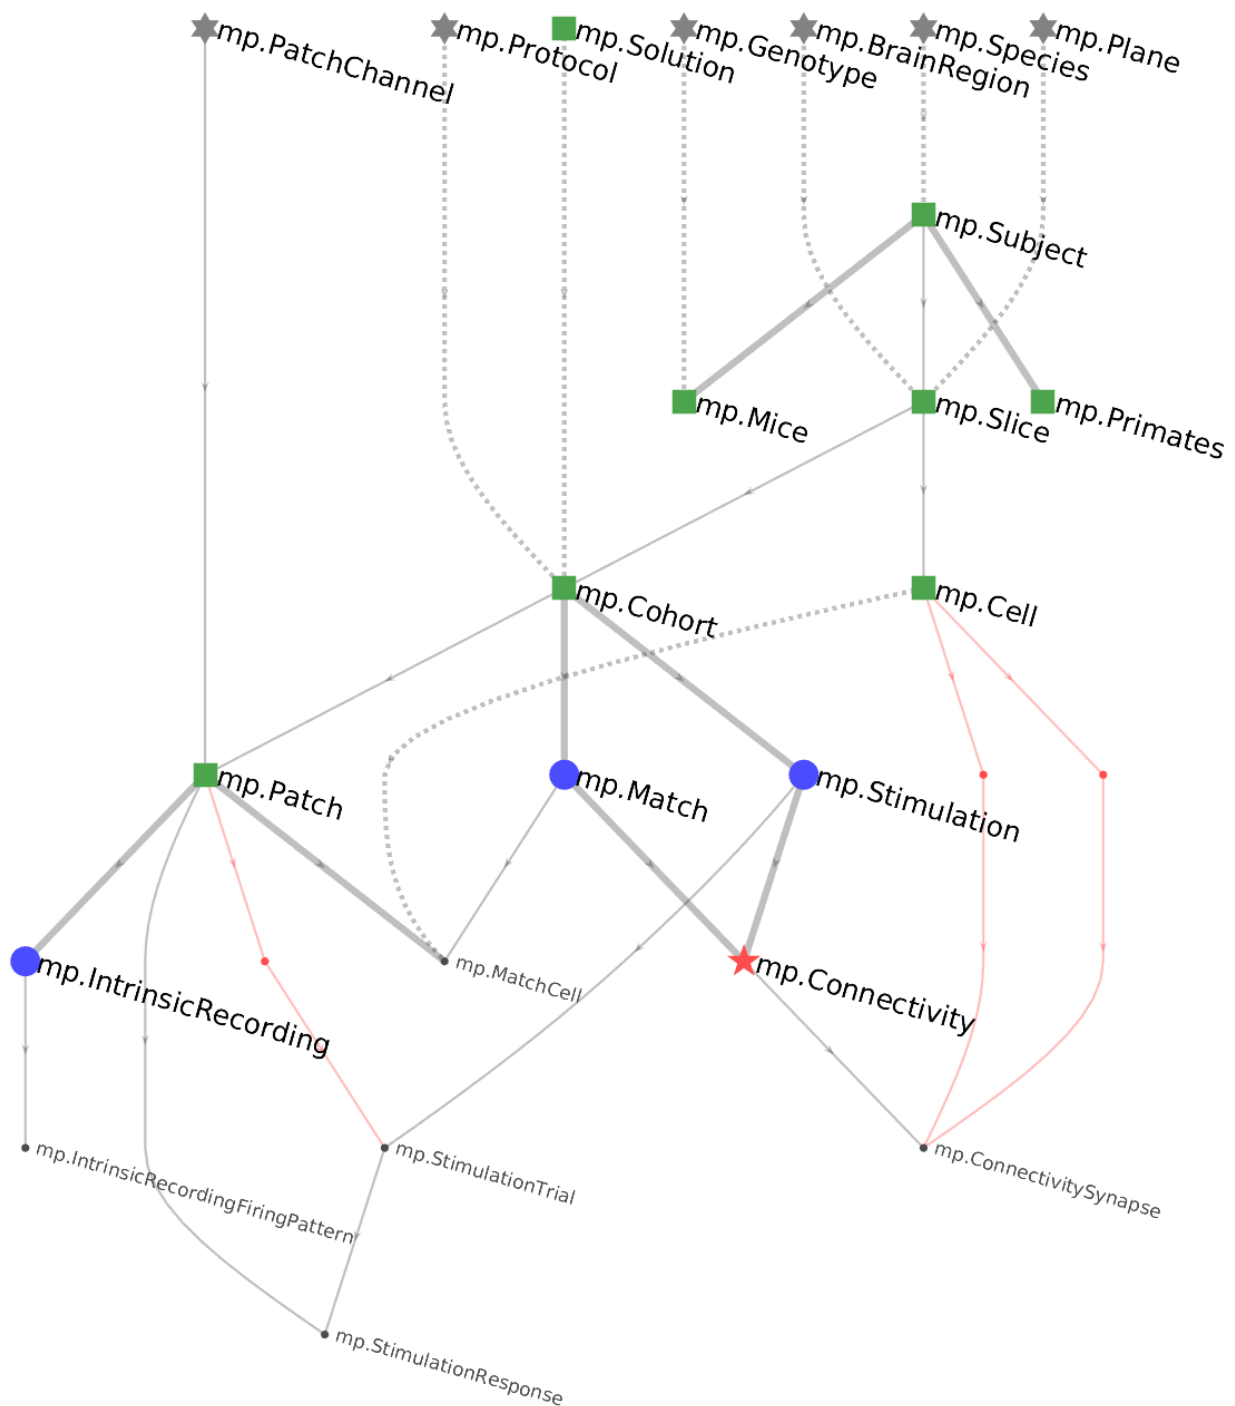 mp.PatchChannel
mp.Protocol
mp.Solution
mp.Genotype
mp.BrainRegion
mp.Species
mp.Plane
mp.Subject
mp.Mice
mp.Slice
mp.Primates
mp.Cohort
mp.Cell
mp.Patch
mp.Match
mp.Stimulation
mp.IntrinsicRecording
mp.MatchCell
mp.Connectivity
mp.IntrinsicRecordingFiringPattern
mp.StimulationTrial
mp.ConnectivitySynapse
mp.StimulationResponse